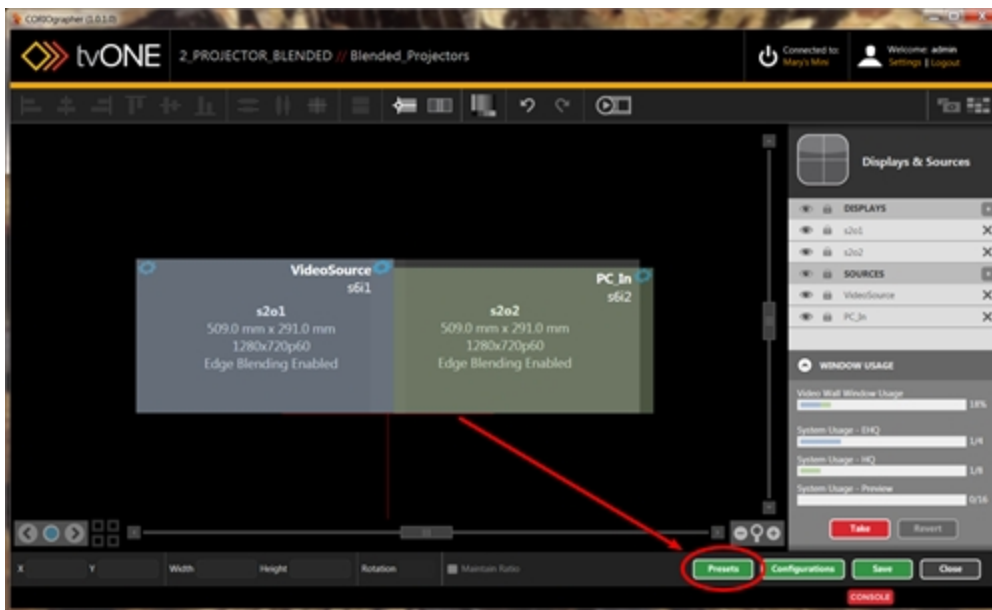 CORIOgrapher (1.0.1.0)
tvONE
2_PROJECTOR_BLENDED // Blended_Projectors
Connected to:
Mary's Mini
Welcome: admin
Settings | Logout
Displays & Sources
DISPLAYS
s2o1
s2o2
SOURCES
VideoSource
PC_In
VideoSource
s6i1
s2o1
509.0 mm x 291.0 mm
1280x720p60
Edge Blending Enabled
PC_In
s6i2
s2o2
509.0 mm x 291.0 mm
1280x720p60
Edge Blending Enabled
WINDOW USAGE
Video Wall Window Usage
18%
System Usage - EHQ
1/4
System Usage - HQ
1/8
System Usage - Preview
0/16
Take
Revert
X
Y
Width
Height
Rotation
Maintain Ratio
Presets
Configurations
Save
Close
CONSOLE